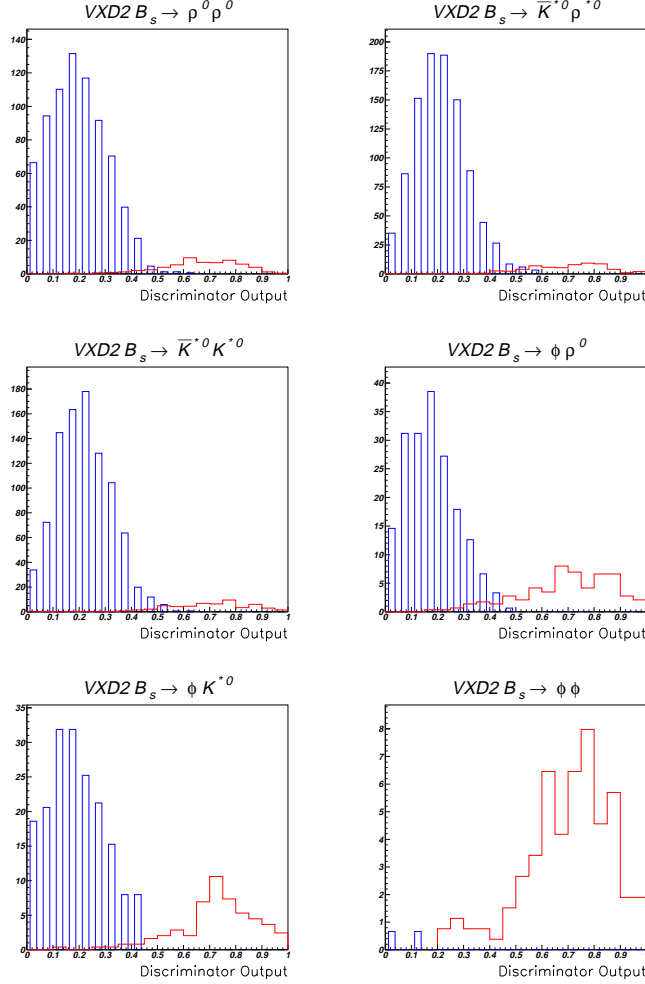 VXD2 B_s → ρ^0 ρ^0
140
120
100
80
60
40
20
0
0 0.1 0.2 0.3 0.4 0.5 0.6 0.7 0.8 0.9 1
Discriminator Output
VXD2 B_s → K̅^{*0} ρ^{*0}
200
175
150
125
100
75
50
25
0
0 0.1 0.2 0.3 0.4 0.5 0.6 0.7 0.8 0.9
Discriminator Output
VXD2 B_s → K̅^{*0} K^{*0}
180
160
140
120
100
80
60
40
20
0
0 0.1 0.2 0.3 0.4 0.5 0.6 0.7 0.8 0.9 1
Discriminator Output
VXD2 B_s → ϕ ρ^0
40
35
30
25
20
15
10
5
0
0 0.1 0.2 0.3 0.4 0.5 0.6 0.7 0.8 0.9
Discriminator Output
VXD2 B_s → ϕ K^{*0}
35
30
25
20
15
10
5
0
0 0.1 0.2 0.3 0.4 0.5 0.6 0.7 0.8 0.9 1
Discriminator Output
VXD2 B_s → ϕ ϕ
8
7
6
5
4
3
2
1
0
0 0.1 0.2 0.3 0.4 0.5 0.6 0.7 0.8 0.9
Discriminator Output